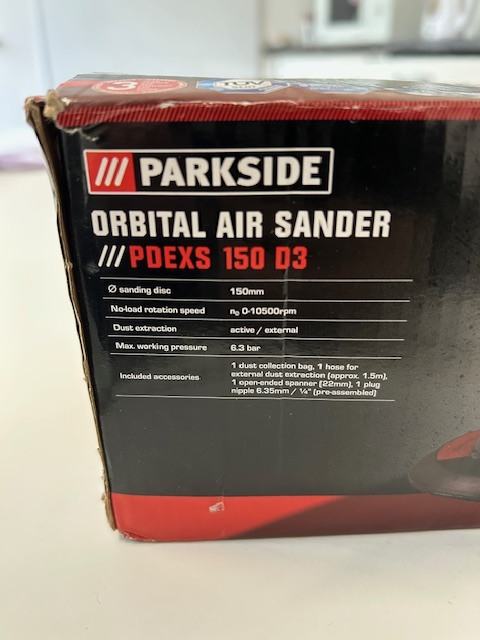 3
TÜV
/// PARKSIDE
ORBITAL AIR SANDER
/// PDEXS 150 D3
Ø sanding disc 150mm
No-load rotation speed n₀ 0-10500rpm
Dust extraction active / external
Max. working pressure 6.3 bar
Included accessories 1 dust collection bag, 1 hose for
external dust extraction (approx. 1.5m),
1 open-ended spanner (22mm), 1 plug
nipple 6.35mm / ¼" (pre-assembled)